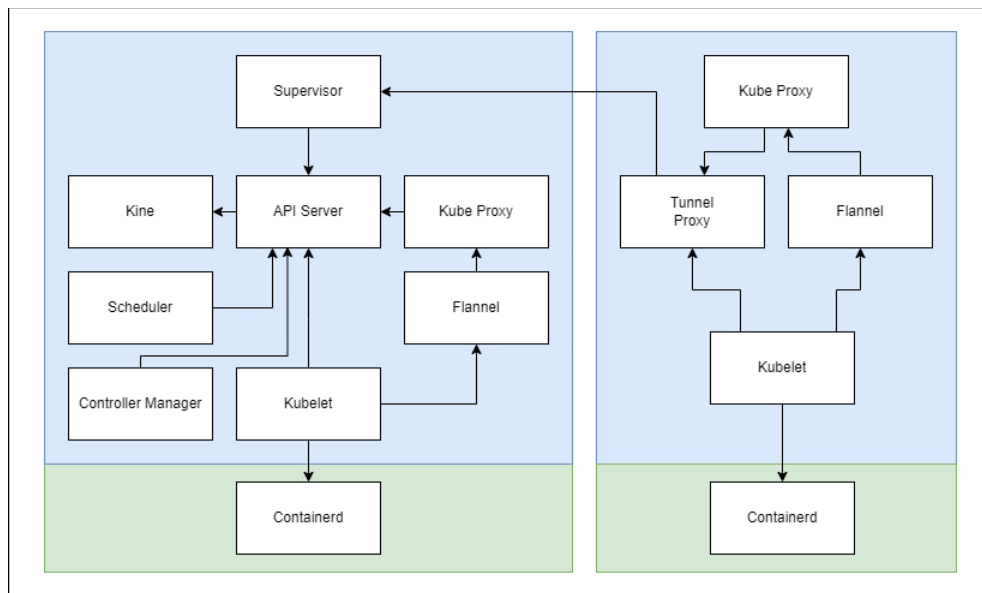 Supervisor
Kube Proxy
Kine
API Server
Kube Proxy
Tunnel
Proxy
Flannel
Scheduler
Flannel
Kubelet
Controller Manager
Kubelet
Containerd
Containerd